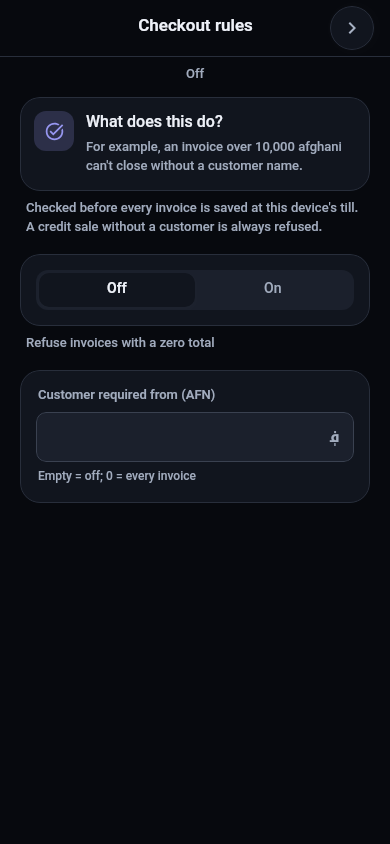 Checkout rules
Off
What does this do?
For example, an invoice over 10,000 afghani
can't close without a customer name.
Checked before every invoice is saved at this device's till.
A credit sale without a customer is always refused.
Off
On
Refuse invoices with a zero total
Customer required from (AFN)
؋
Empty = off; 0 = every invoice